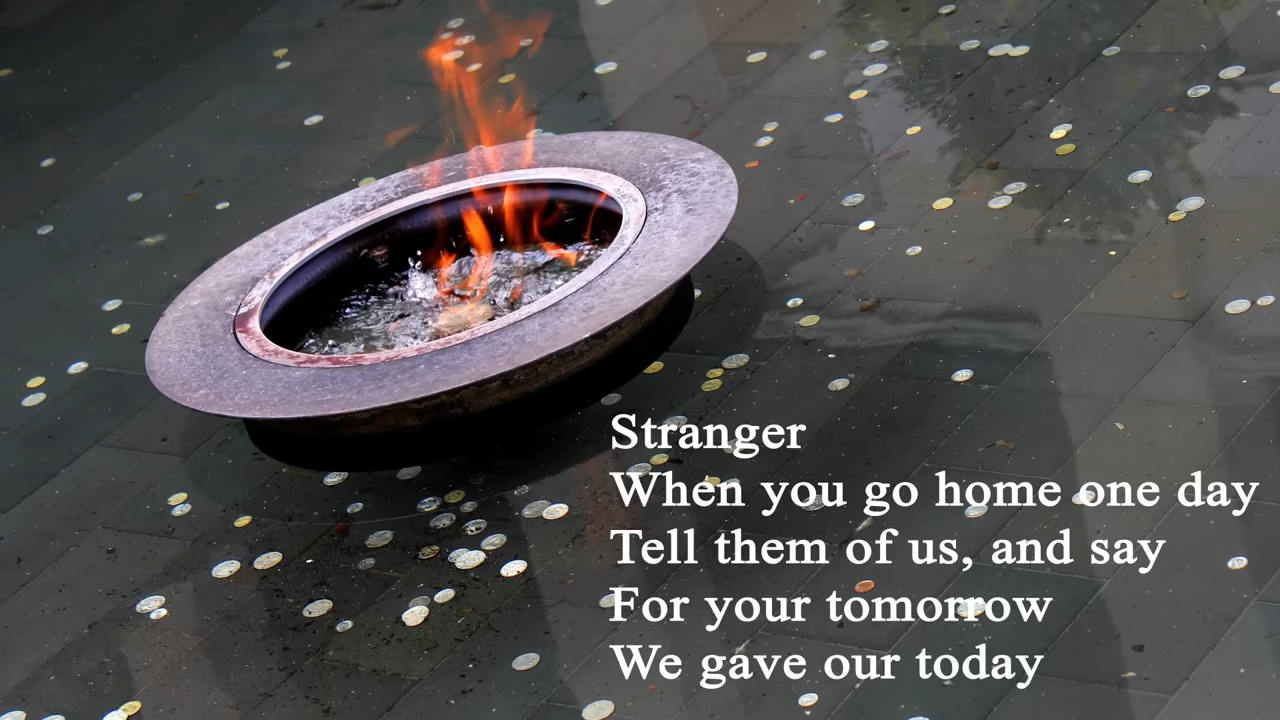 Stranger
When you go home one day
Tell them of us, and say
For your tomorrow
We gave our today